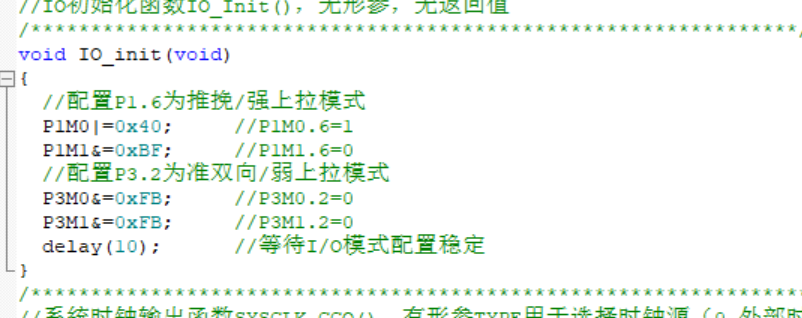 //IO初始化函数IO_Init(), 无形参, 无返回值
/******************************************************************/
void IO_init(void)
{
//配置P1.6为推挽/强上拉模式
P1M0|=0x40; //P1M0.6=1
P1M1&=0xBF; //P1M1.6=0
//配置P3.2为准双向/弱上拉模式
P3M0&=0xFB; //P3M0.2=0
P3M1&=0xFB; //P3M1.2=0
delay(10); //等待I/O模式配置稳定
}
/******************************************************************
//系统时钟输出函数SYSCLK_CCO(), 有形参TYPE用于选择时钟源 (0 外部时